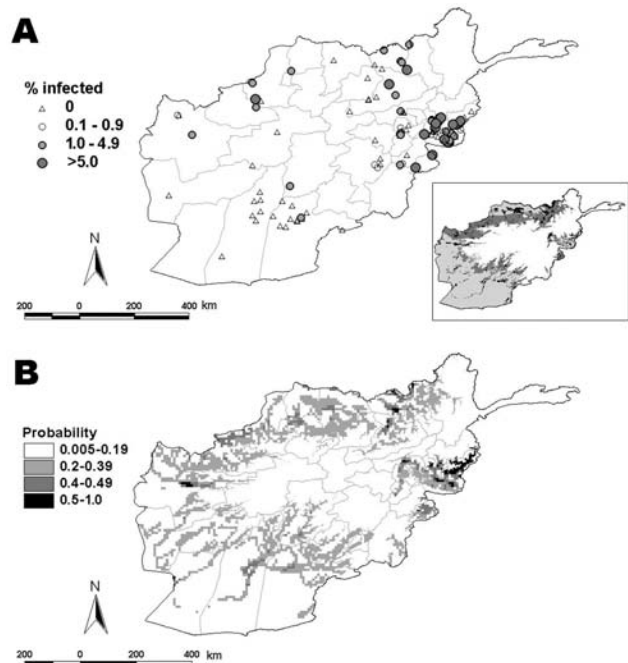 A
% infected
0
0.1 - 0.9
1.0 - 4.9
>5.0
N
200 0 200 400 km
B
Probability
0.005-0.19
0.2-0.39
0.4-0.49
0.5-1.0
N
200 0 200 400 km